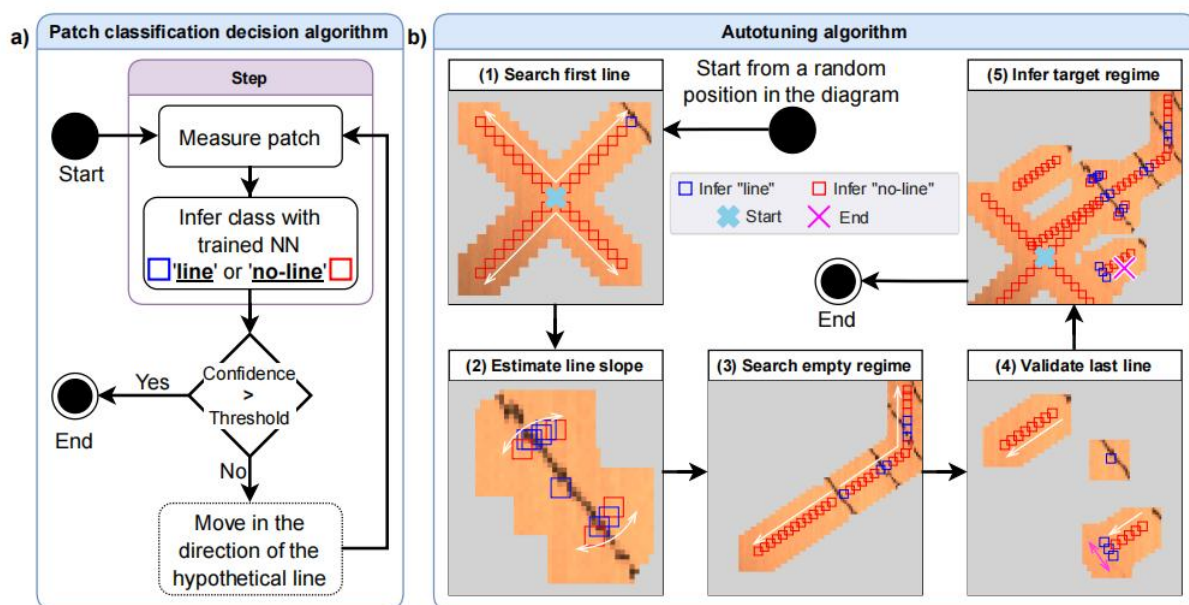 a)
Patch classification decision algorithm
Step
Start
Measure patch
Infer class with
trained NN
'line' or 'no-line'
Confidence
>
Threshold
Yes
End
No
Move in the
direction of the
hypothetical line
b)
Autotuning algorithm
(1) Search first line
Start from a random
position in the diagram
(5) Infer target regime
Infer "line"
Infer "no-line"
Start
End
End
(2) Estimate line slope
(3) Search empty regime
(4) Validate last line